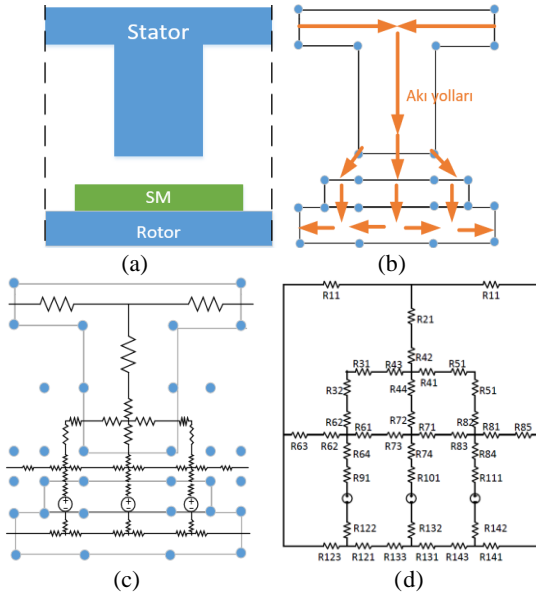 Stator
SM
Rotor
(a)
Akı yolları
(b)
(c)
R11 R11
R21
R42
R31 R43 R51
R41
R32 R44 R51
R62 R72 R82
R61 R71 R81 R85
R63 R62 R73 R83
R64 R74 R84
R91 R101 R111
R122 R132 R142
R123 R121 R133 R131 R143 R141
(d)